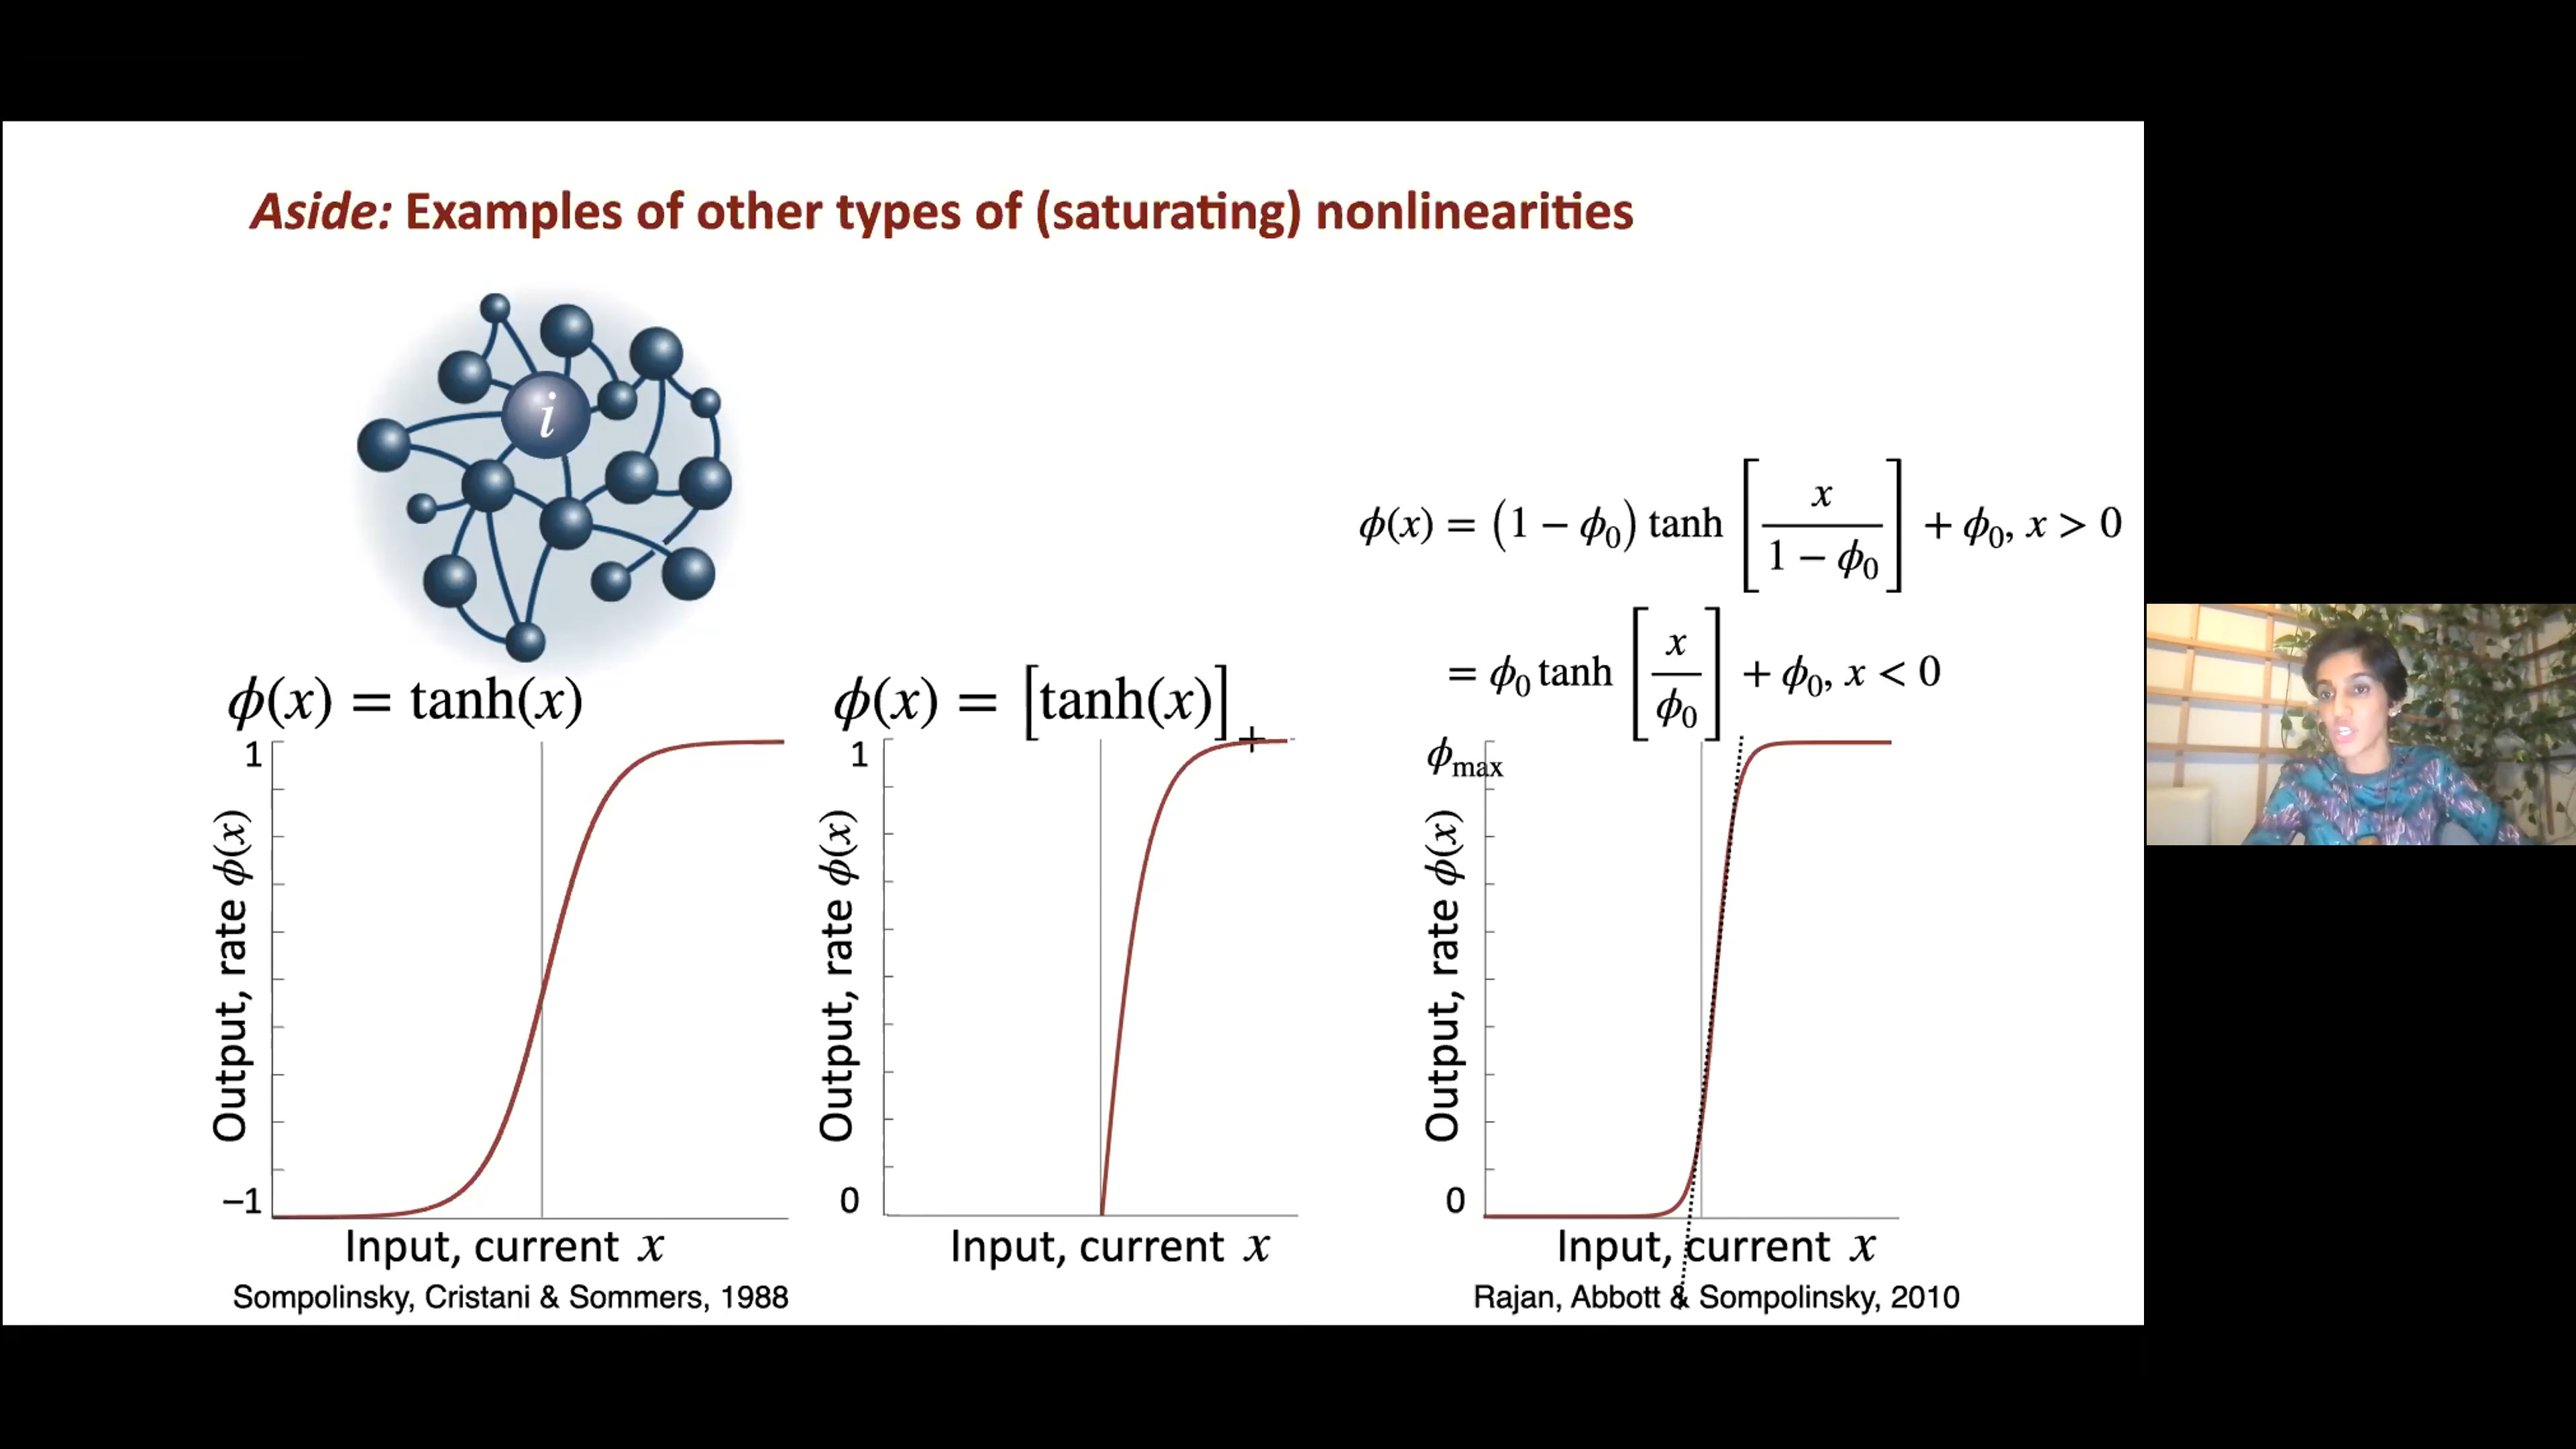 Aside: Examples of other types of (saturating) nonlinearities
i
ϕ(x) = (1 − ϕ₀) tanh [x / (1 − ϕ₀)] + ϕ₀, x > 0
= ϕ₀ tanh [x / ϕ₀] + ϕ₀, x < 0
ϕ(x) = tanh(x)
1
Output, rate ϕ(x)
−1
Input, current x
Sompolinsky, Cristani & Sommers, 1988
ϕ(x) = [tanh(x)]₊
1
Output, rate ϕ(x)
0
Input, current x
ϕmax
Output, rate ϕ(x)
0
Input, current x
Rajan, Abbott & Sompolinsky, 2010